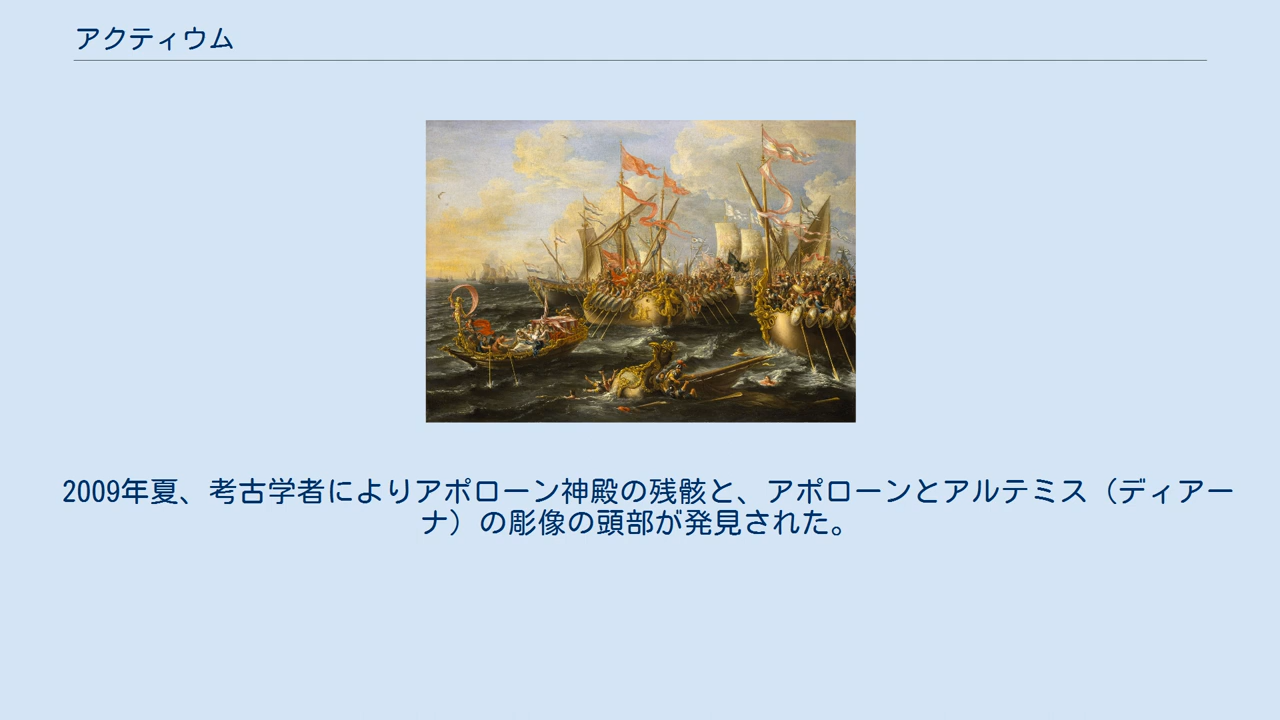 アクティウム
2009年夏、考古学者によりアポローン神殿の残骸と、アポローンとアルテミス（ディアー
ナ）の彫像の頭部が発見された。